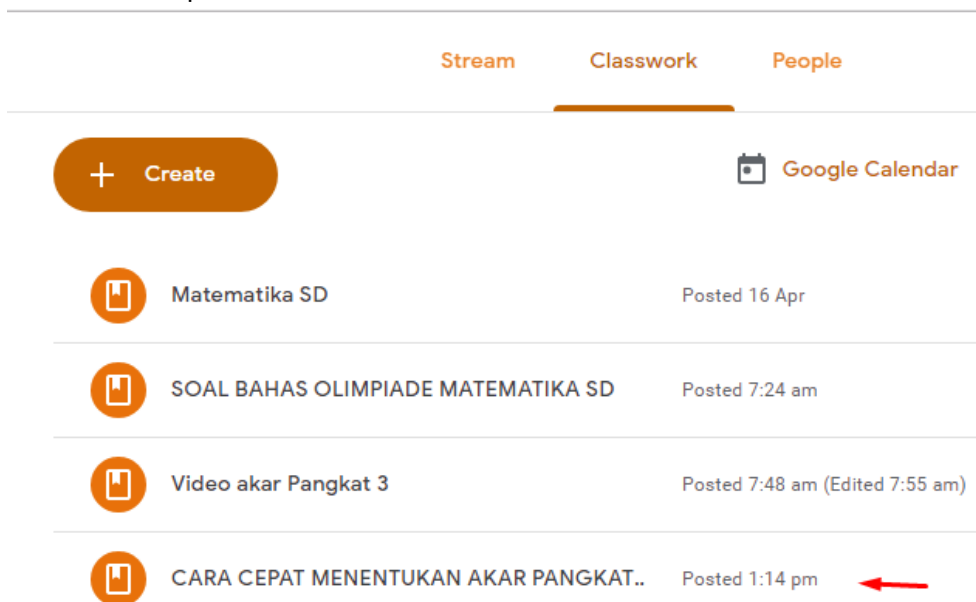 Stream Classwork People
+ Create Google Calendar
Matematika SD Posted 16 Apr
SOAL BAHAS OLIMPIADE MATEMATIKA SD Posted 7:24 am
Video akar Pangkat 3 Posted 7:48 am (Edited 7:55 am)
CARA CEPAT MENENTUKAN AKAR PANGKAT.. Posted 1:14 pm